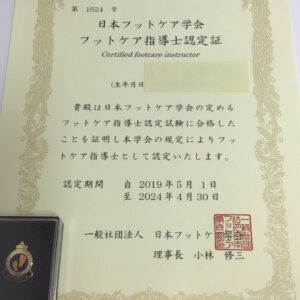 第 1624 号
日本フットケア学会
フットケア指導士認定証
Certified footcare instructor
(生年月日
貴殿は日本フットケア学会の定める
フットケア指導士認定試験に合格した
ことを証明し本学会の規定によりフッ
トケア指導士として認定いたします。
認定期間 自 2019年5月 1日
至 2024年4月30日
一般社団法人 日本フットケア学会
理事長 小林 修三